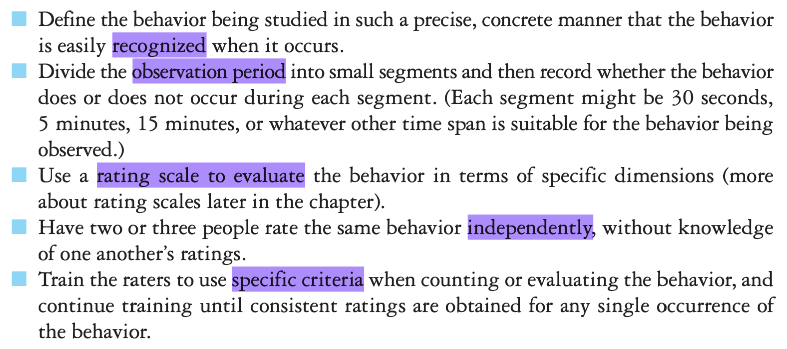 Define the behavior being studied in such a precise, concrete manner that the behavior
is easily recognized when it occurs.
Divide the observation period into small segments and then record whether the behavior
does or does not occur during each segment. (Each segment might be 30 seconds,
5 minutes, 15 minutes, or whatever other time span is suitable for the behavior being
observed.)
Use a rating scale to evaluate the behavior in terms of specific dimensions (more
about rating scales later in the chapter).
Have two or three people rate the same behavior independently, without knowledge
of one another’s ratings.
Train the raters to use specific criteria when counting or evaluating the behavior, and
continue training until consistent ratings are obtained for any single occurrence of
the behavior.